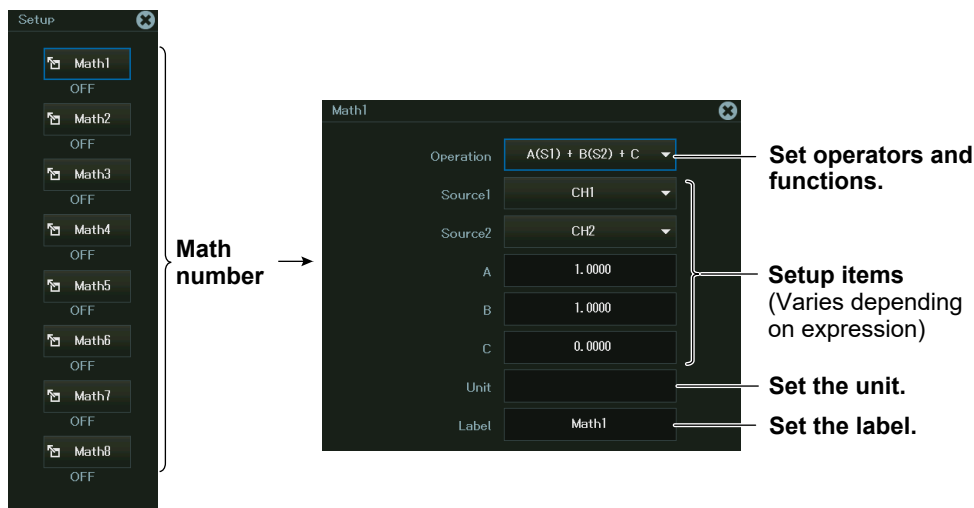 Setup
Math1
OFF
Math2
OFF
Math3
OFF
Math4
OFF
Math5
OFF
Math6
OFF
Math7
OFF
Math8
OFF
Math
number
Math1
Operation A(S1) + B(S2) + C
Source1 CH1
Source2 CH2
A 1.0000
B 1.0000
C 0.0000
Unit
Label Math1
Set operators and
functions.
Setup items
(Varies depending
on expression)
Set the unit.
Set the label.